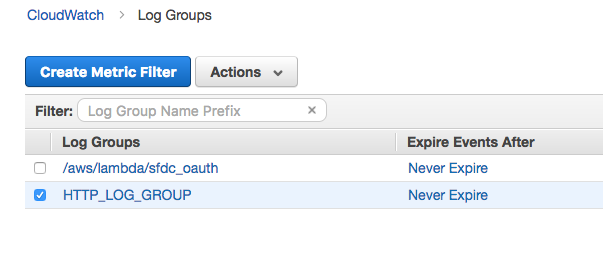 CloudWatch > Log Groups
Create Metric Filter Actions
Filter: Log Group Name Prefix ×
Log Groups Expire Events After
/aws/lambda/sfdc_oauth Never Expire
HTTP_LOG_GROUP Never Expire